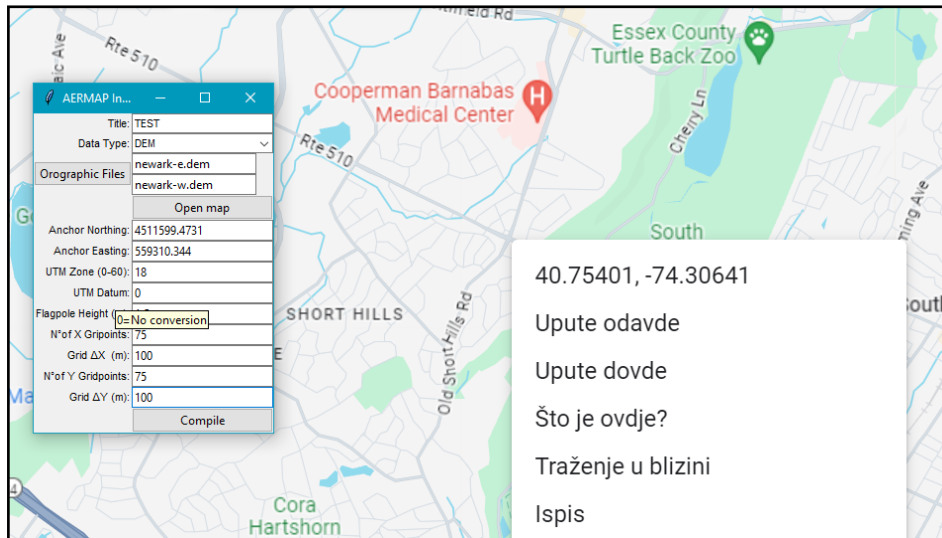 Rte 510
Essex County
Turtle Back Zoo
Cooperman Barnabas
Medical Center
H
Rte 510
Cherry Ln
South
SHORT HILLS
Old Short Hills Rd
Cora
Hartshorn
AERMAP In...
Title: TEST
Data Type: DEM
Orographic Files
newark-e.dem
newark-w.dem
Open map
Anchor Northing: 4511599.4731
Anchor Easting: 559310.344
UTM Zone (0-60): 18
UTM Datum: 0
Flagpole Height
0=No conversion
N°of X Gripoints: 75
Grid ΔX (m): 100
N°of Y Gridpoints: 75
Grid ΔY (m): 100
Compile
40.75401, -74.30641
Upute odavde
Upute dovde
Što je ovdje?
Traženje u blizini
Ispis